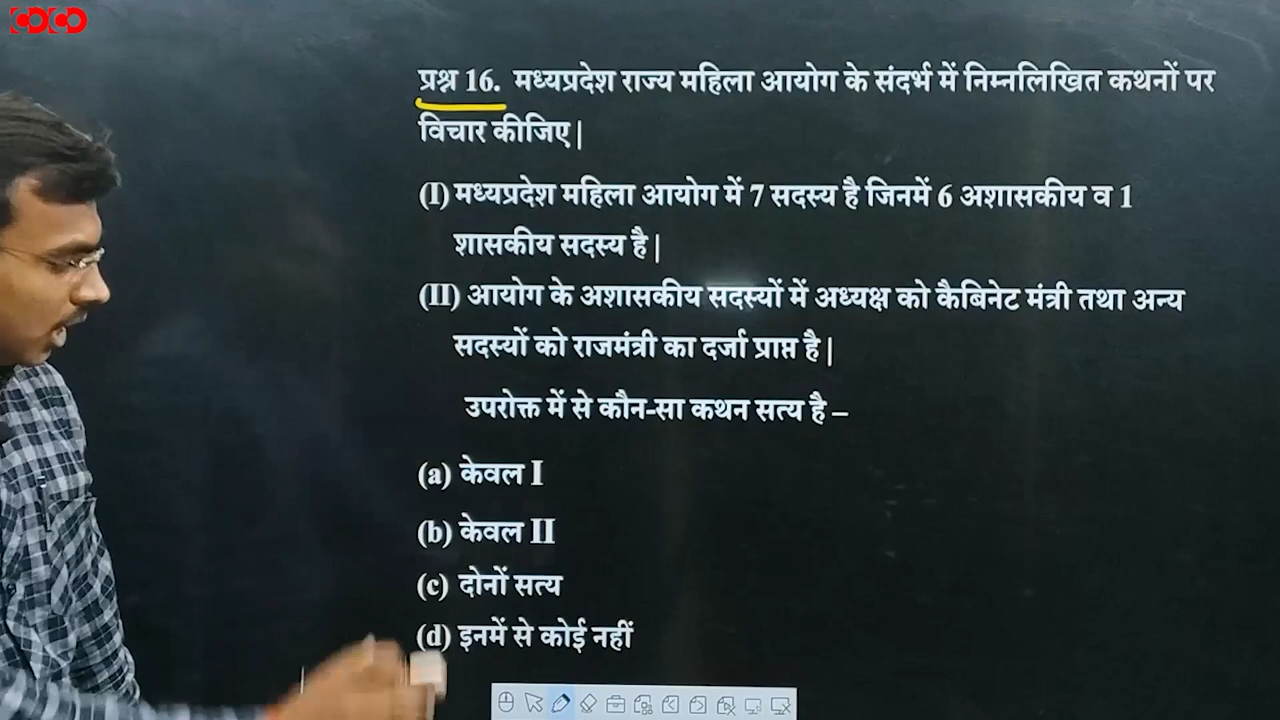 COCO
प्रश्न 16. मध्यप्रदेश राज्य महिला आयोग के संदर्भ में निम्नलिखित कथनों पर
विचार कीजिए |
(I) मध्यप्रदेश महिला आयोग में 7 सदस्य है जिनमें 6 अशासकीय व 1
शासकीय सदस्य है |
(II) आयोग के अशासकीय सदस्यों में अध्यक्ष को कैबिनेट मंत्री तथा अन्य
सदस्यों को राजमंत्री का दर्जा प्राप्त है |
उपरोक्त में से कौन-सा कथन सत्य है –
(a) केवल I
(b) केवल II
(c) दोनों सत्य
(d) इनमें से कोई नहीं